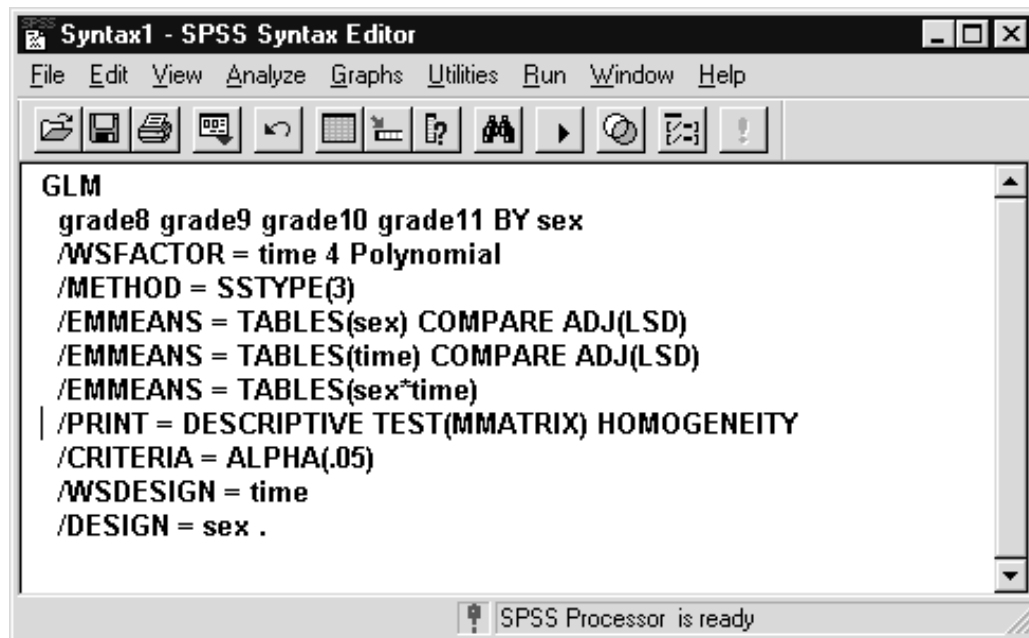 Syntax1 - SPSS Syntax Editor
File Edit View Analyze Graphs Utilities Run Window Help
GLM
grade8 grade9 grade10 grade11 BY sex
/WSFACTOR = time 4 Polynomial
/METHOD = SSTYPE(3)
/EMMEANS = TABLES(sex) COMPARE ADJ(LSD)
/EMMEANS = TABLES(time) COMPARE ADJ(LSD)
/EMMEANS = TABLES(sex*time)
/PRINT = DESCRIPTIVE TEST(MMATRIX) HOMOGENEITY
/CRITERIA = ALPHA(.05)
/WSDESIGN = time
/DESIGN = sex .
SPSS Processor is ready